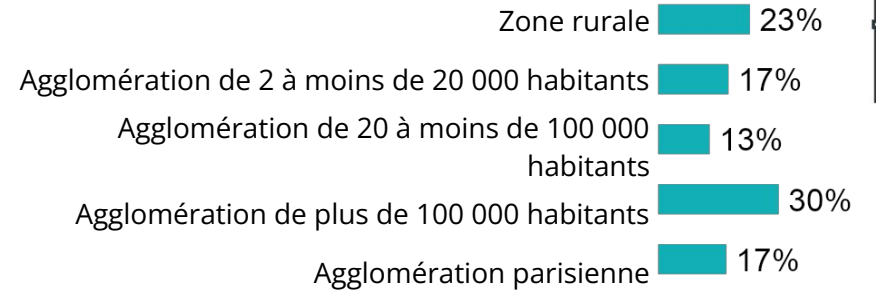 Zone rurale 23%
Agglomération de 2 à moins de 20 000 habitants 17%
Agglomération de 20 à moins de 100 000
habitants 13%
Agglomération de plus de 100 000 habitants 30%
Agglomération parisienne 17%